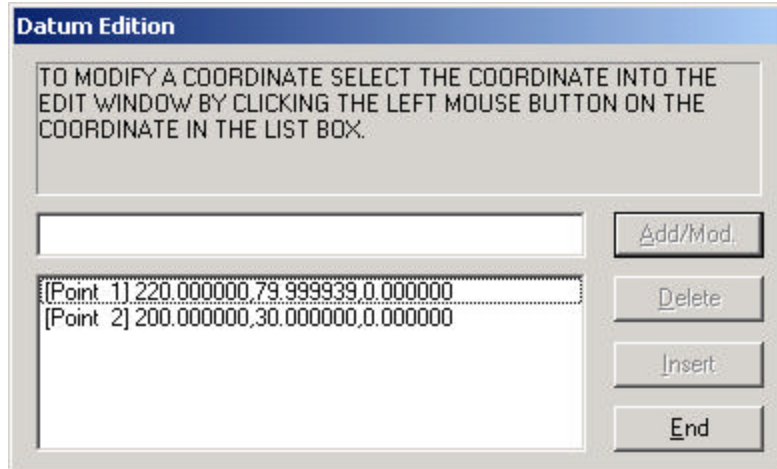 Datum Edition
TO MODIFY A COORDINATE SELECT THE COORDINATE INTO THE
EDIT WINDOW BY CLICKING THE LEFT MOUSE BUTTON ON THE
COORDINATE IN THE LIST BOX.
Add/Mod.
[Point 1] 220.000000,79.999939,0.000000
[Point 2] 200.000000,30.000000,0.000000
Delete
Insert
End